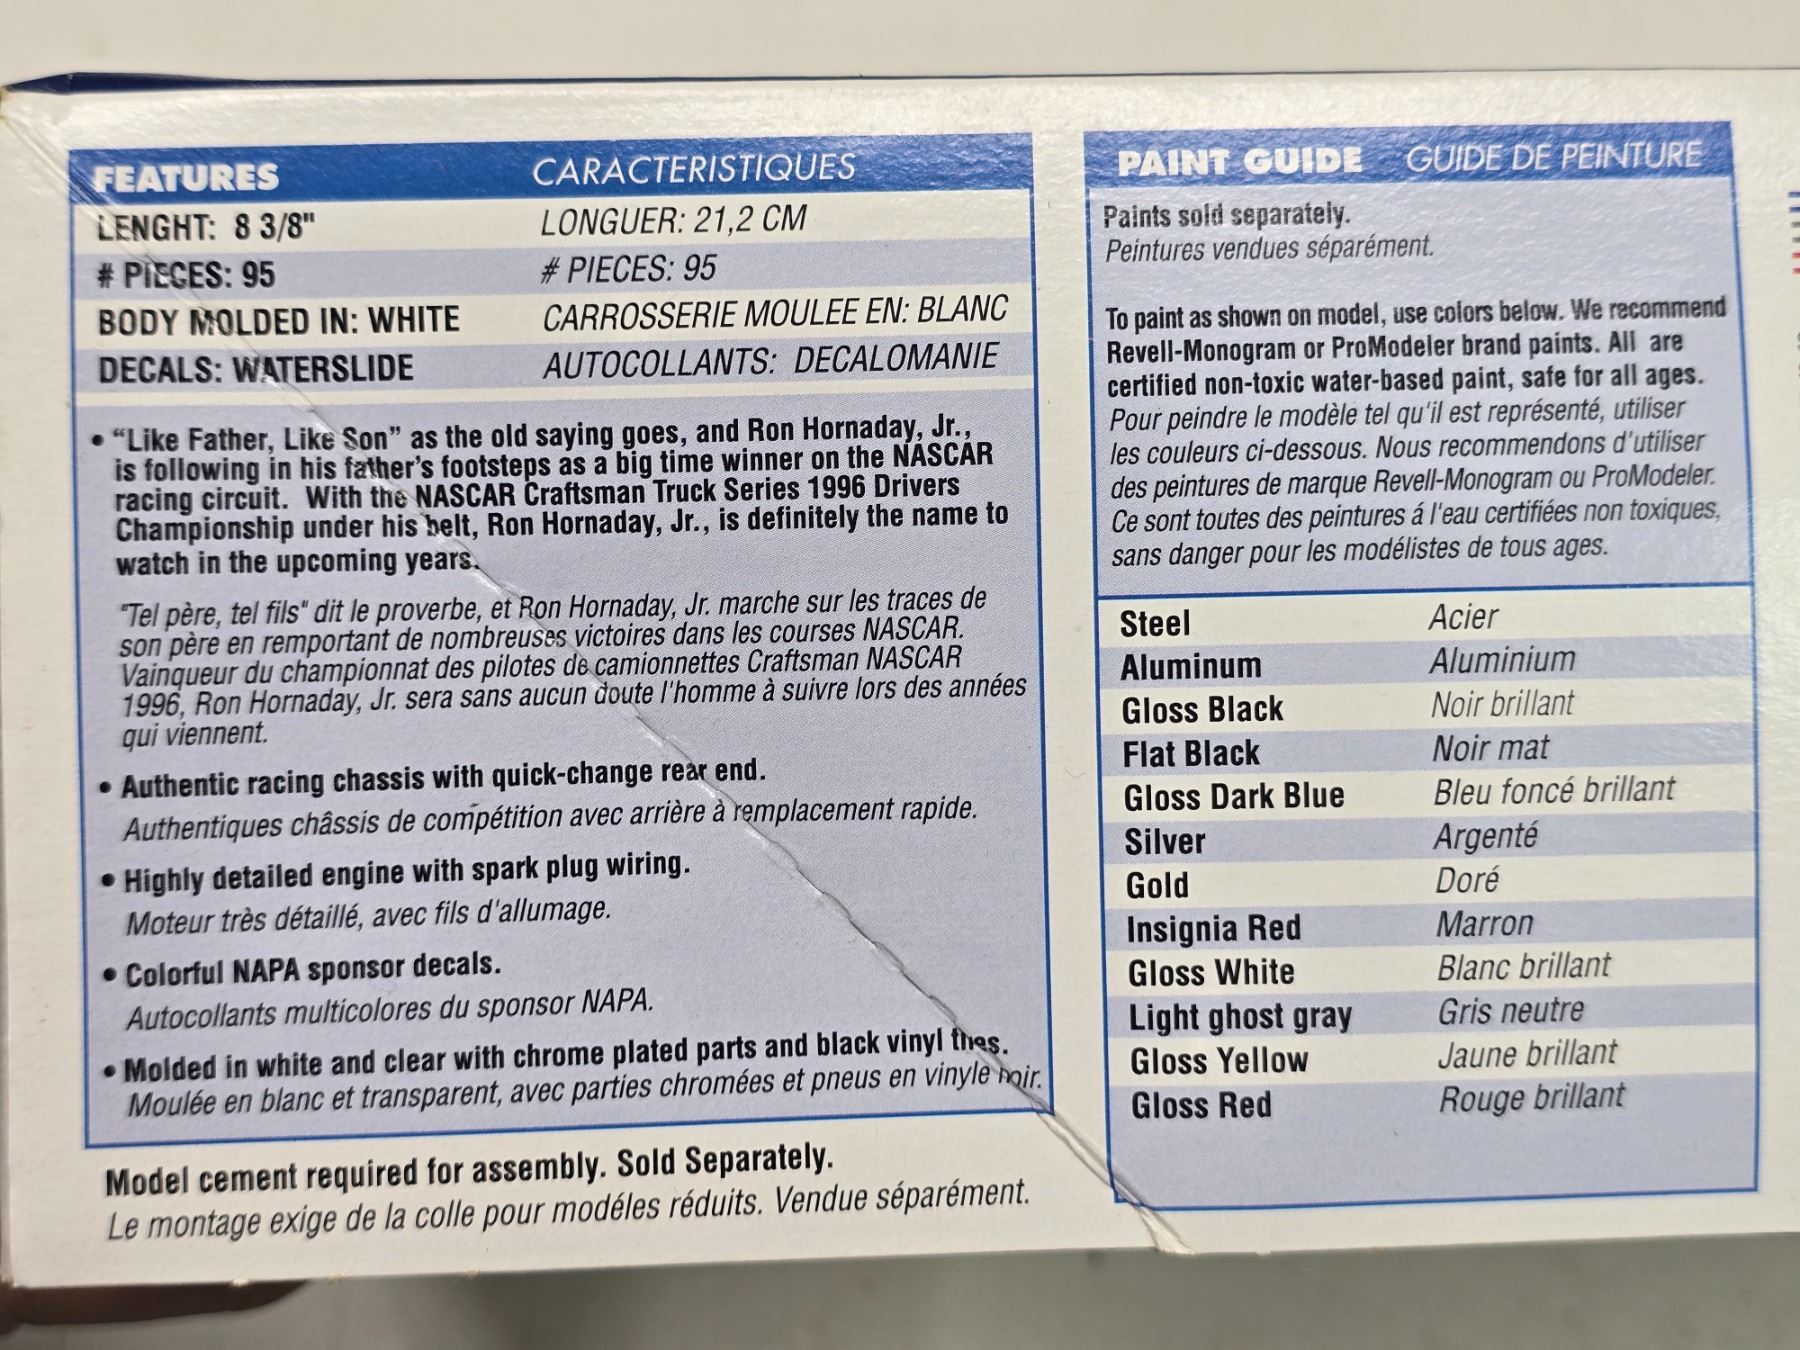 FEATURES CARACTERISTIQUES
LENGHT: 8 3/8" LONGUER: 21,2 CM
# PIECES: 95 # PIECES: 95
BODY MOLDED IN: WHITE CARROSSERIE MOULEE EN: BLANC
DECALS: WATERSLIDE AUTOCOLLANTS: DECALOMANIE
• “Like Father, Like Son” as the old saying goes, and Ron Hornaday, Jr.,
is following in his father's footsteps as a big time winner on the NASCAR
racing circuit. With the NASCAR Craftsman Truck Series 1996 Drivers
Championship under his belt, Ron Hornaday, Jr., is definitely the name to
watch in the upcoming years.
"Tel père, tel fils" dit le proverbe, et Ron Hornaday, Jr. marche sur les traces de
son père en remportant de nombreuses victoires dans les courses NASCAR.
Vainqueur du championnat des pilotes de camionnettes Craftsman NASCAR
1996, Ron Hornaday, Jr. sera sans aucun doute l'homme à suivre lors des années
qui viennent.
• Authentic racing chassis with quick-change rear end.
Authentiques châssis de compétition avec arrière à remplacement rapide.
• Highly detailed engine with spark plug wiring.
Moteur très détaillé, avec fils d'allumage.
• Colorful NAPA sponsor decals.
Autocollants multicolores du sponsor NAPA.
• Molded in white and clear with chrome plated parts and black vinyl tires.
Moulée en blanc et transparent, avec parties chromées et pneus en vinyle noir.
Model cement required for assembly. Sold Separately.
Le montage exige de la colle pour modéles réduits. Vendue séparément.
PAINT GUIDE GUIDE DE PEINTURE
Paints sold separately.
Peintures vendues séparément.
To paint as shown on model, use colors below. We recommend
Revell-Monogram or ProModeler brand paints. All are
certified non-toxic water-based paint, safe for all ages.
Pour peindre le modèle tel qu'il est représenté, utiliser
les couleurs ci-dessous. Nous recommendons d'utiliser
des peintures de marque Revell-Monogram ou ProModeler.
Ce sont toutes des peintures á l'eau certifiées non toxiques,
sans danger pour les modélistes de tous ages.
Steel Acier
Aluminum Aluminium
Gloss Black Noir brillant
Flat Black Noir mat
Gloss Dark Blue Bleu foncé brillant
Silver Argenté
Gold Doré
Insignia Red Marron
Gloss White Blanc brillant
Light ghost gray Gris neutre
Gloss Yellow Jaune brillant
Gloss Red Rouge brillant